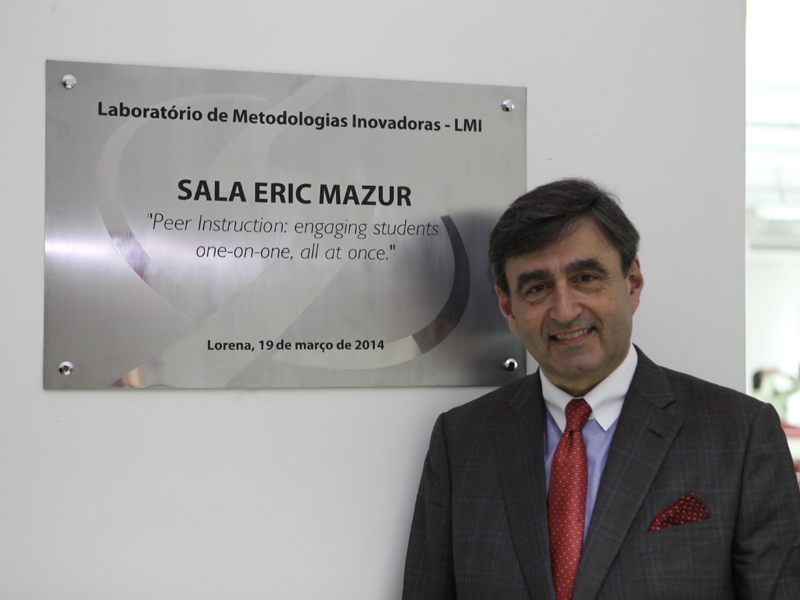 Laboratório de Metodologias Inovadoras - LMI
SALA ERIC MAZUR
"Peer Instruction: engaging students
one-on-one, all at once."
Lorena, 19 de março de 2014